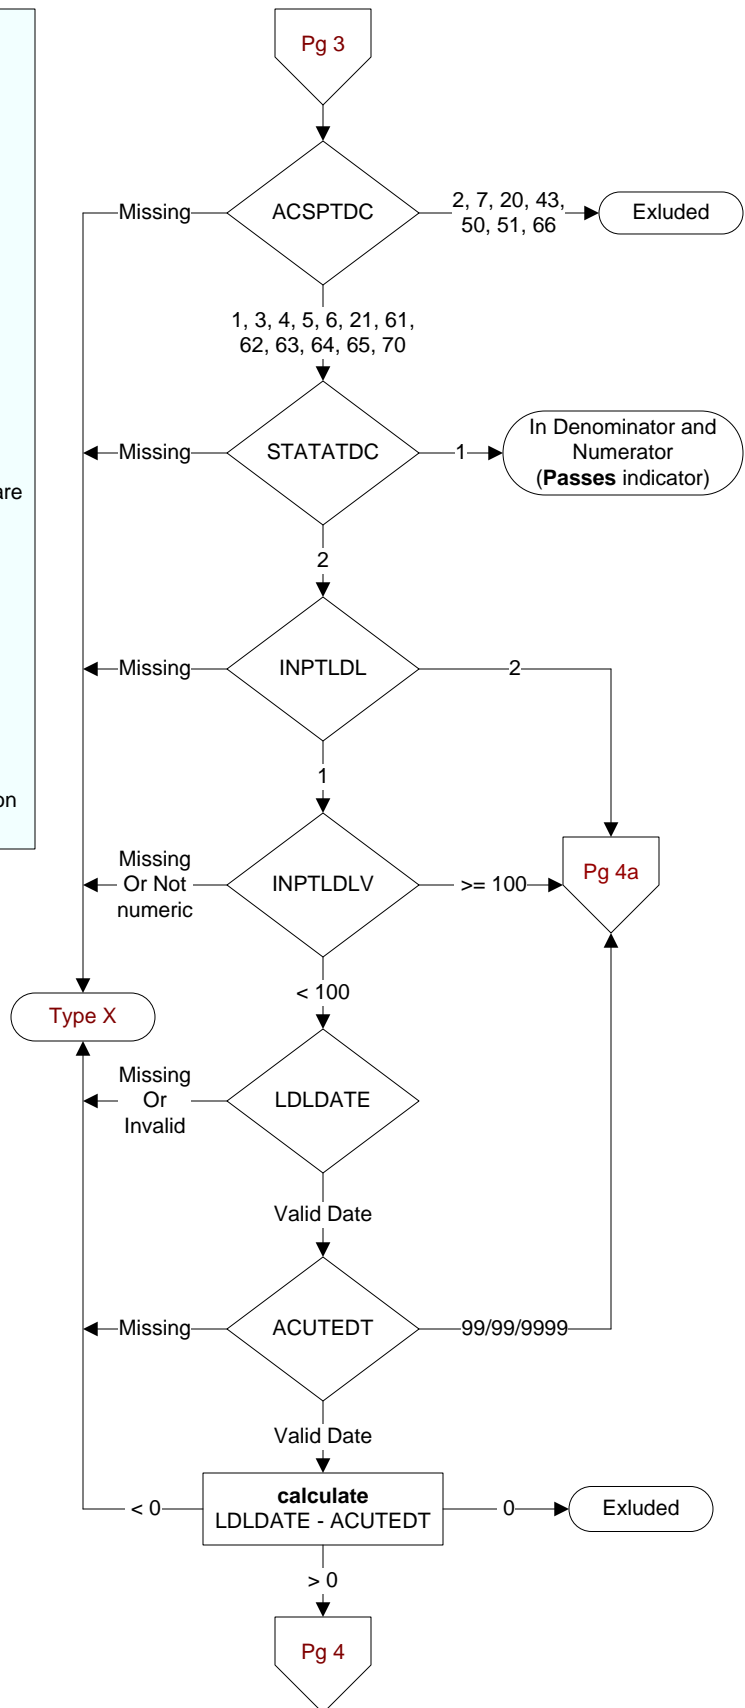 Pg 3
ACSPTDC
Missing
2, 7, 20, 43,
50, 51, 66
Exluded
1, 3, 4, 5, 6, 21, 61,
62, 63, 64, 65, 70
STATATDC
Missing
1
In Denominator and
Numerator
(Passes indicator)
are
2
INPTLDL
Missing
2
1
on
INPTLDLV
Missing
Or Not
numeric
>= 100
Pg 4a
< 100
Type X
LDLDATE
Missing
Or
Invalid
Valid Date
ACUTEDT
Missing
99/99/9999
Valid Date
calculate
LDLDATE - ACUTEDT
< 0
0
Exluded
> 0
Pg 4